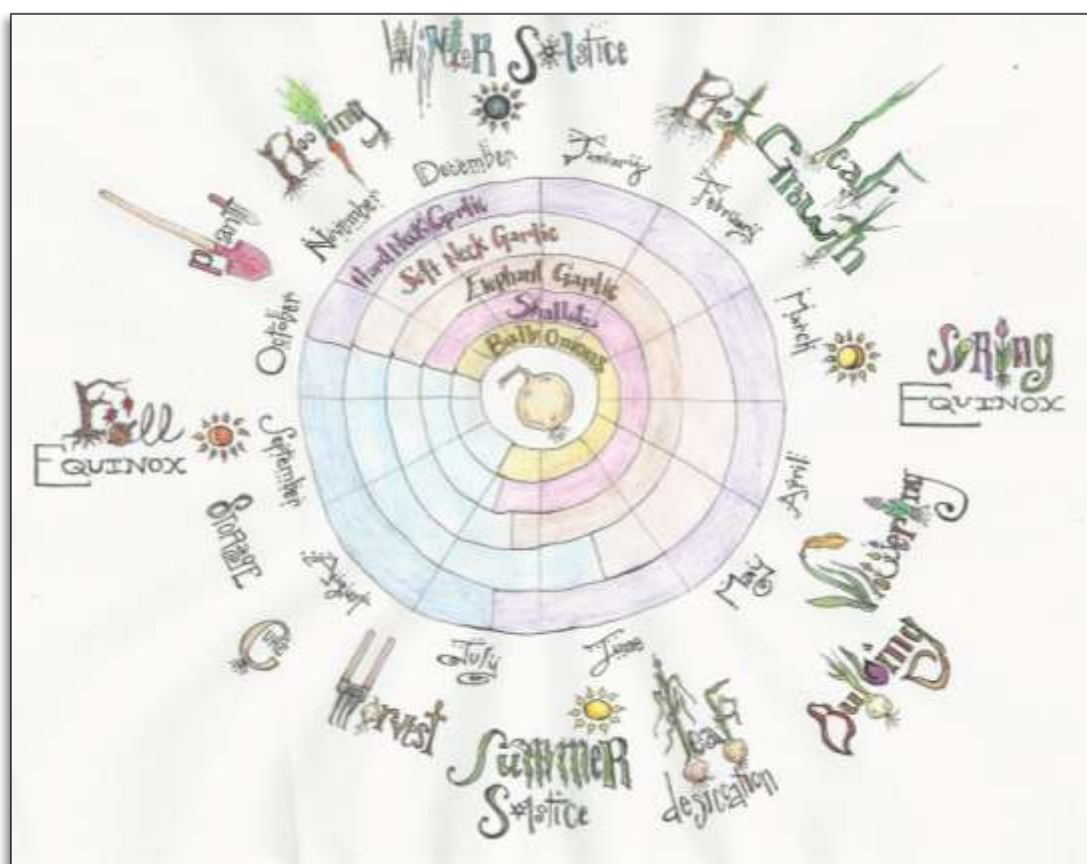 Winter Solstice
December
January
Root
Leaf
Growth
February
March
Spring
EQUINOX
April
May
Bulbing
June
Leaf
desiccation
Summer
Solstice
July
Harvest
Cure
August
Storage
September
Fall
EQUINOX
October
Plant
November
Rooting
Hard Neck Garlic
Soft Neck Garlic
Elephant Garlic
Shallots
Bulb Onions